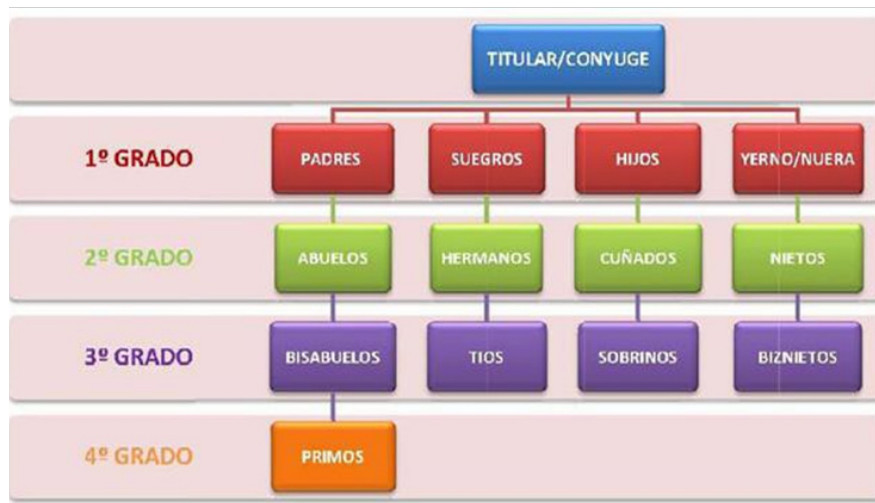 TITULAR/CONYUGE
1º GRADO PADRES SUEGROS HIJOS YERNO/NUERA
2º GRADO ABUELOS HERMANOS CUÑADOS NIETOS
3º GRADO BISABUELOS TIOS SOBRINOS BIZNIETOS
4º GRADO PRIMOS